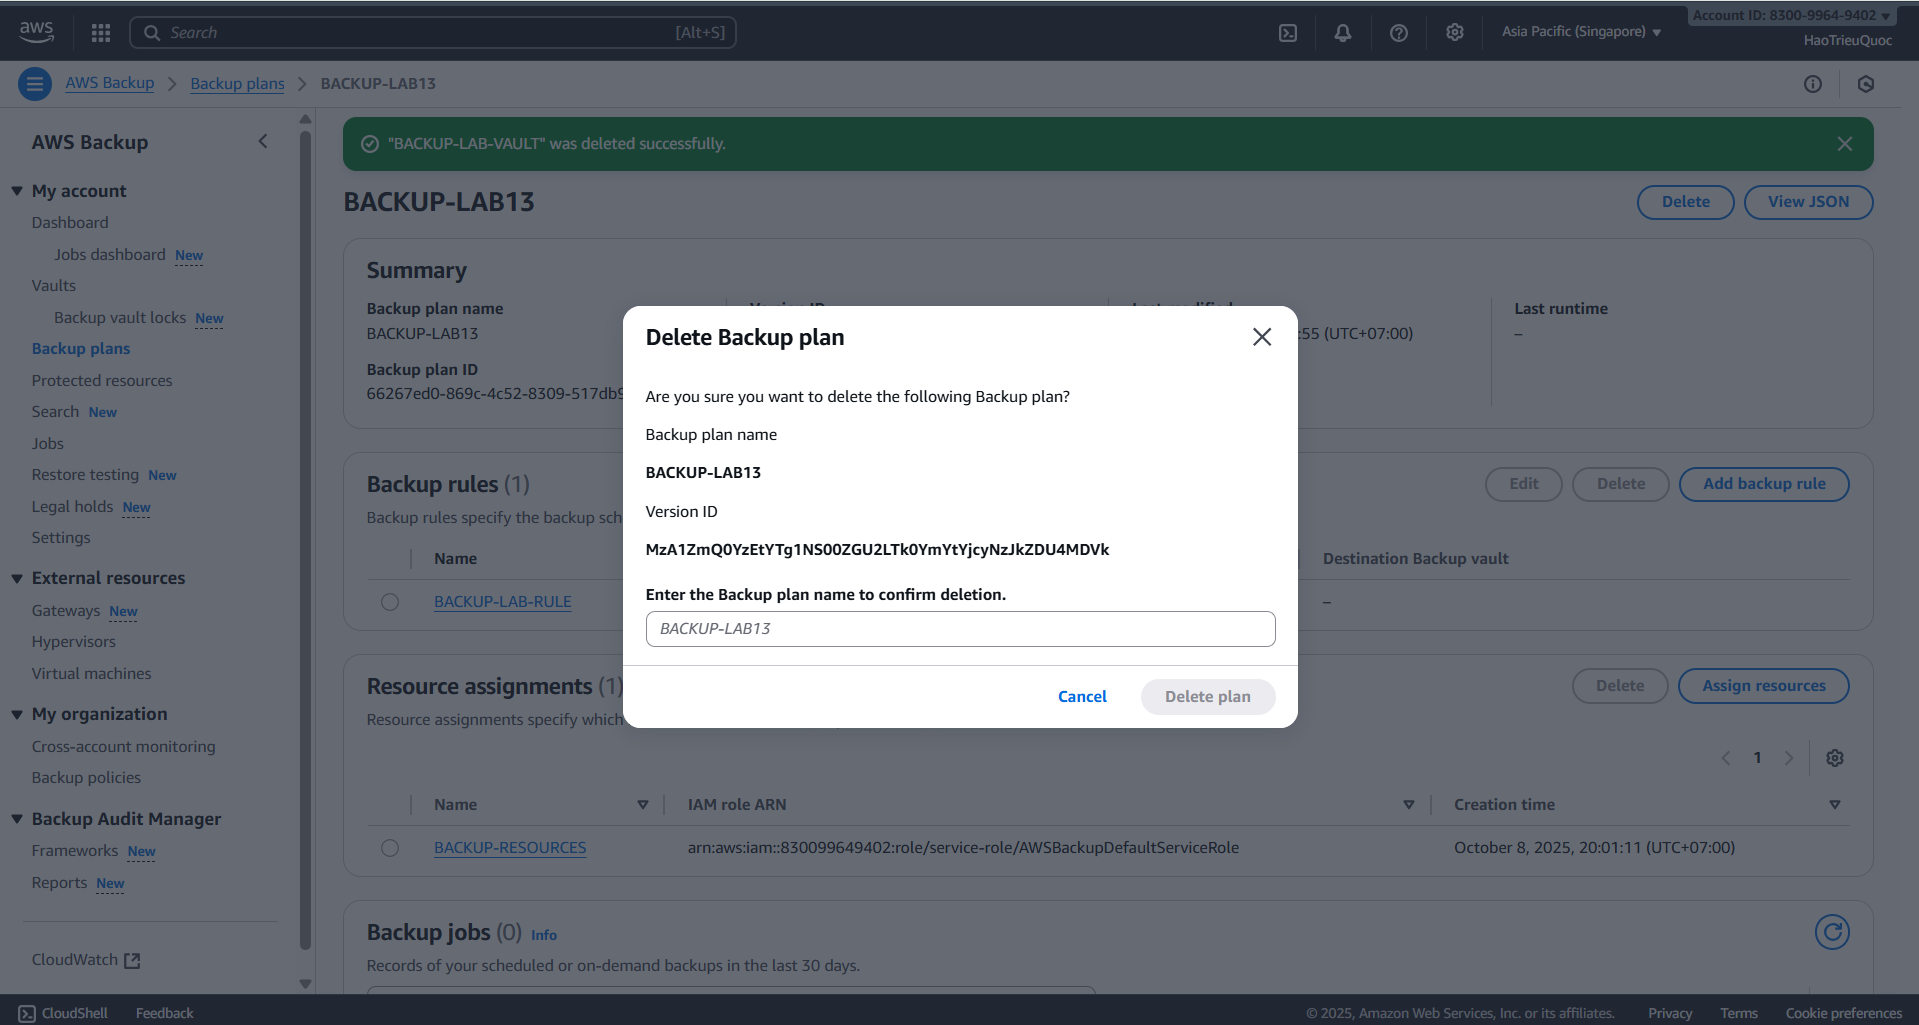 aws
Search
[Alt+S]
Asia Pacific (Singapore)
Account ID: 8300-9964-9402
HaoTrieuQuoc
AWS Backup
Backup plans
BACKUP-LAB13
AWS Backup
My account
Dashboard
Jobs dashboard New
Vaults
Backup vault locks New
Backup plans
Protected resources
Search New
Jobs
Restore testing New
Legal holds New
Settings
External resources
Gateways New
Hypervisors
Virtual machines
My organization
Cross-account monitoring
Backup policies
Backup Audit Manager
Frameworks New
Reports New
CloudWatch
"BACKUP-LAB-VAULT" was deleted successfully.
BACKUP-LAB13
Delete
View JSON
Summary
Backup plan name
BACKUP-LAB13
Backup plan ID
66267ed0-869c-4c52-8309-517db9
Version ID
Last modified
:55 (UTC+07:00)
Last runtime
–
Backup rules (1)
Backup rules specify the backup sch
Edit
Delete
Add backup rule
Name
Destination Backup vault
BACKUP-LAB-RULE
–
Resource assignments (1)
Resource assignments specify which
Delete
Assign resources
1
Name
IAM role ARN
Creation time
BACKUP-RESOURCES
arn:aws:iam::830099649402:role/service-role/AWSBackupDefaultServiceRole
October 8, 2025, 20:01:11 (UTC+07:00)
Backup jobs (0) Info
Records of your scheduled or on-demand backups in the last 30 days.
Delete Backup plan
Are you sure you want to delete the following Backup plan?
Backup plan name
BACKUP-LAB13
Version ID
MzA1ZmQ0YzEtYTg1NS00ZGU2LTk0YmYtYjcyNzJkZDU4MDVk
Enter the Backup plan name to confirm deletion.
BACKUP-LAB13
Cancel
Delete plan
CloudShell
Feedback
© 2025, Amazon Web Services, Inc. or its affiliates.
Privacy
Terms
Cookie preferences